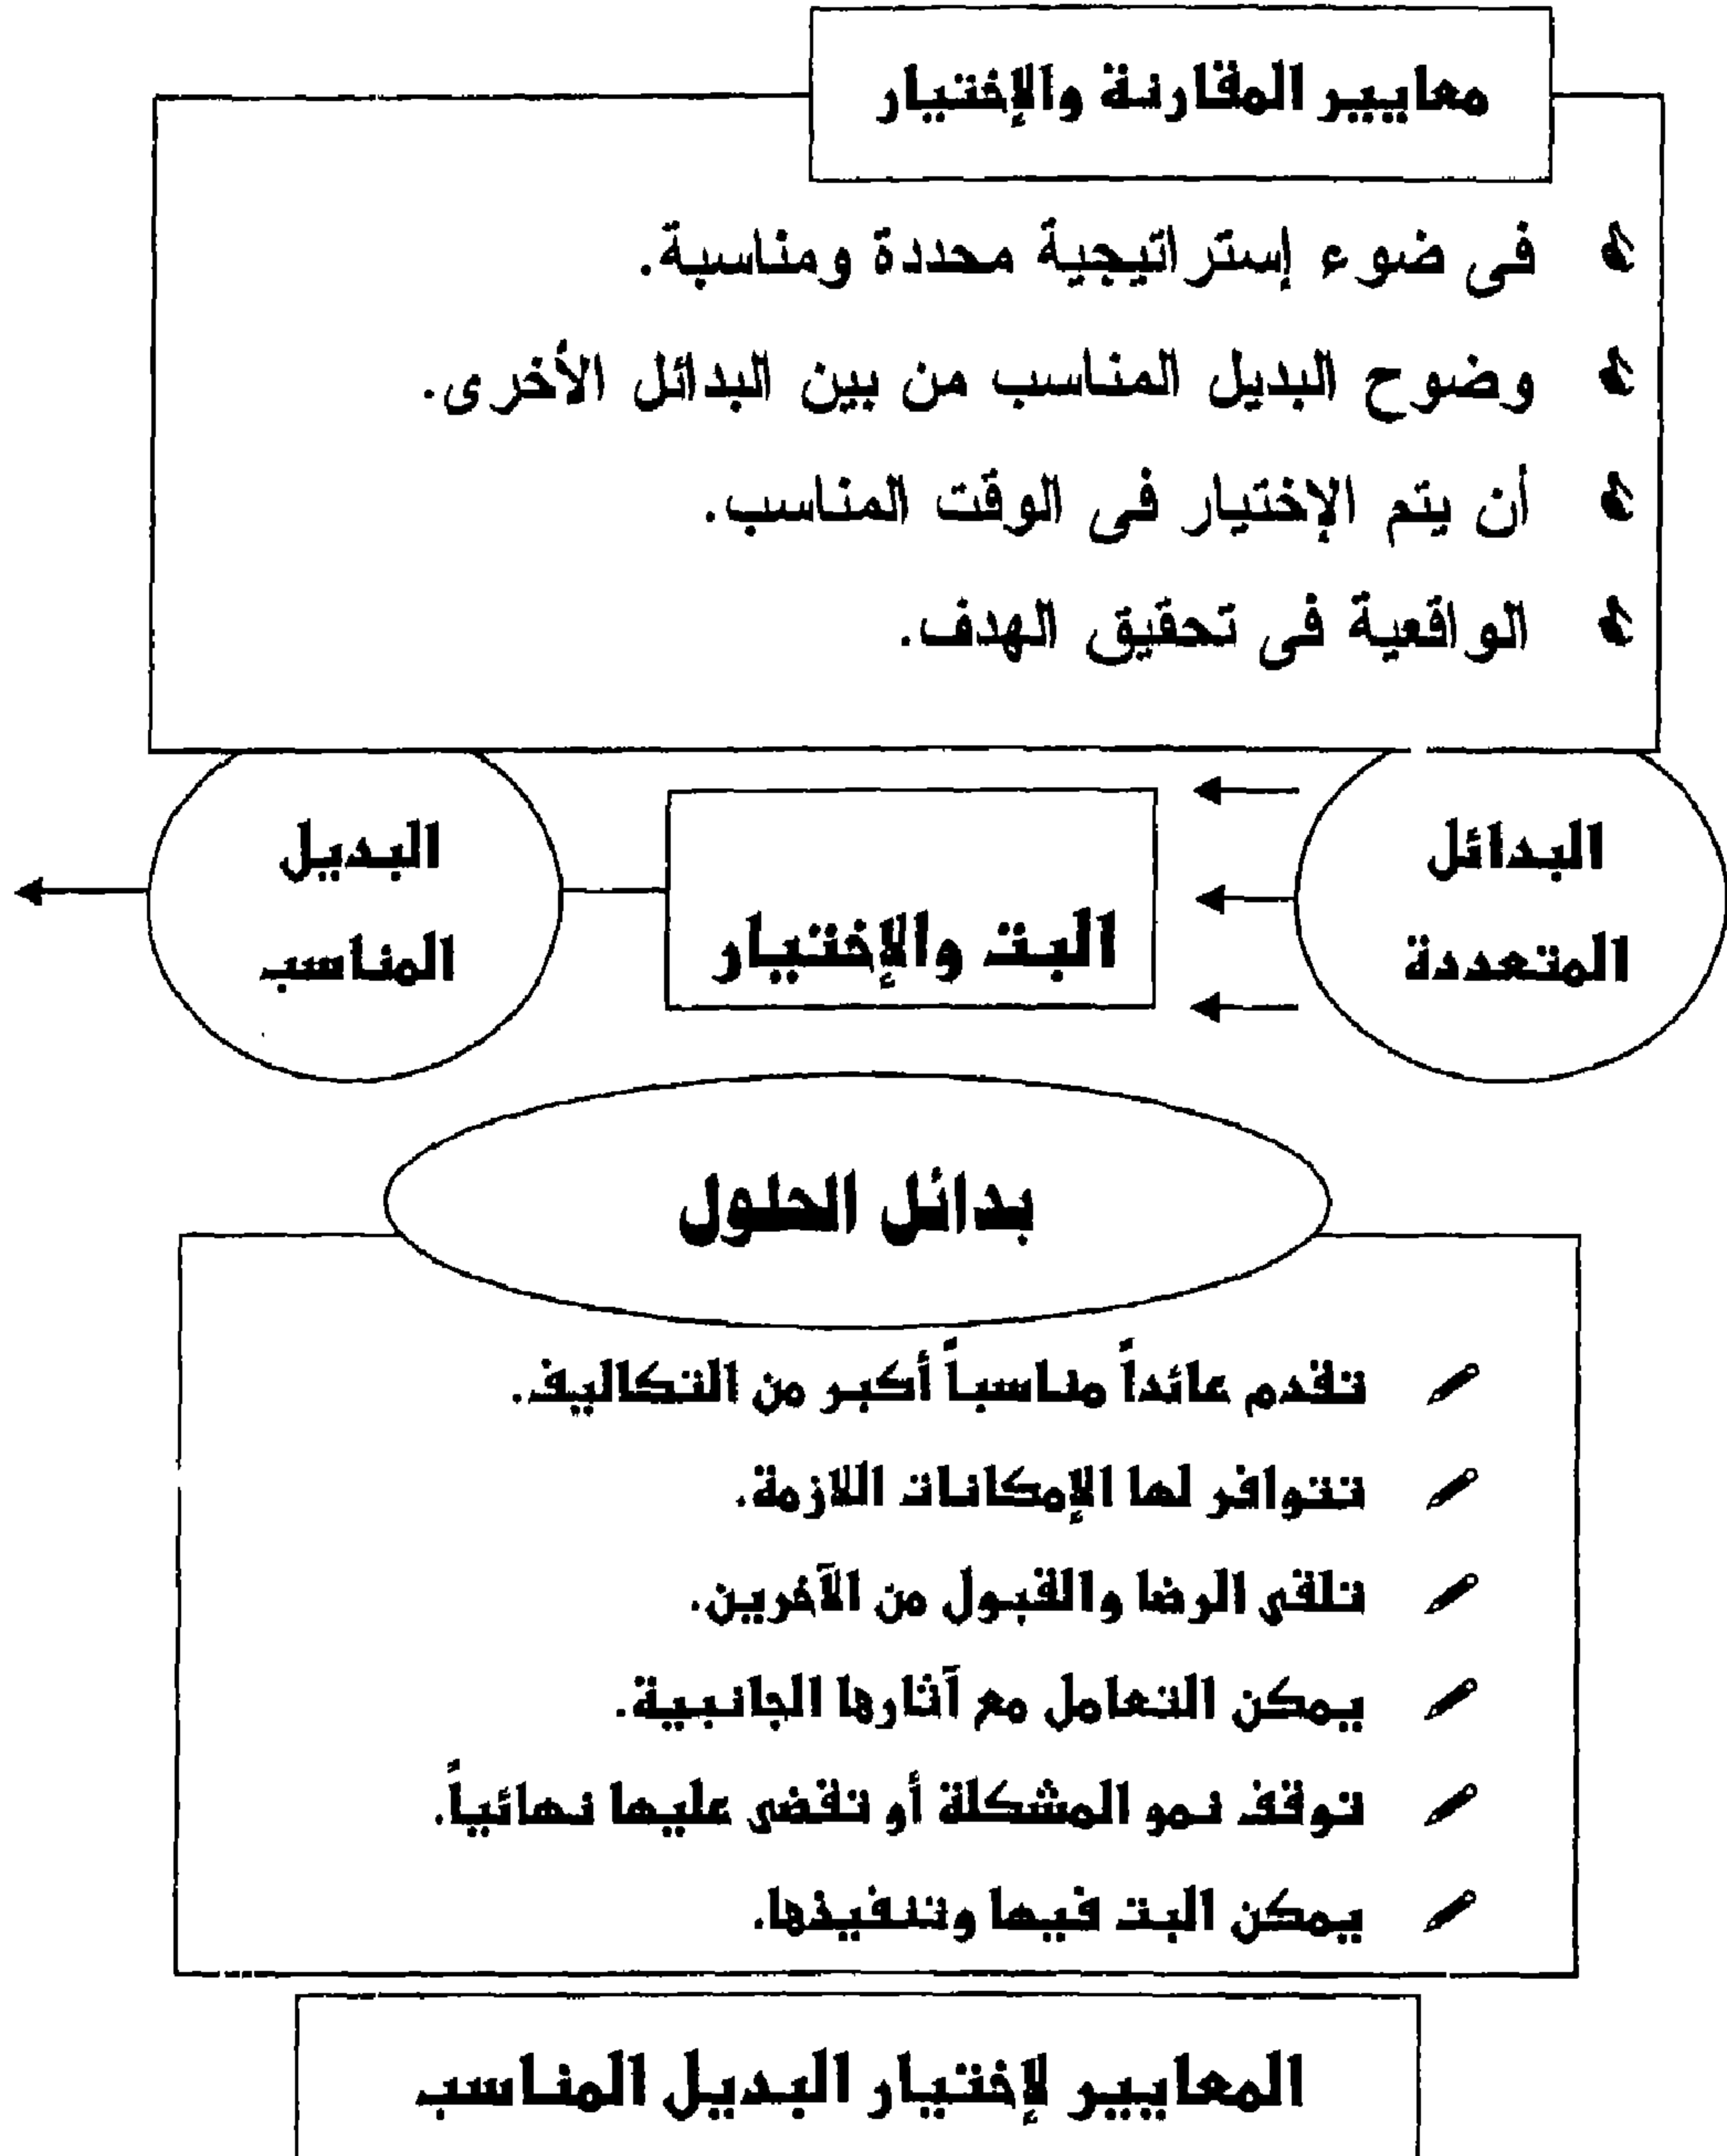 معايير المقارنة والإختيار
فى ضوء إستراتيجية محددة ومناسبة.
وضوح البديل المناسب من بين البدائل الأخرى.
أن يتم الإختيار فى الوقت المناسب.
الواقعية فى تحقيق الهدف.
البدائل
المتعددة
البت والإختيار
البديل
المناسب
بدائل الحلول
تقدم عائداً مناسباً أكبر من التكاليف.
تتوافر لها الإمكانات اللازمة.
تلقى الرضا والقبول من الآخرين.
يمكن التعامل مع آثارها الجانبية.
توقف نمو المشكلة أو تقضى عليها نهائياً.
يمكن البت فيها وتنفيذها.
المعايير لإختيار البديل المناسب